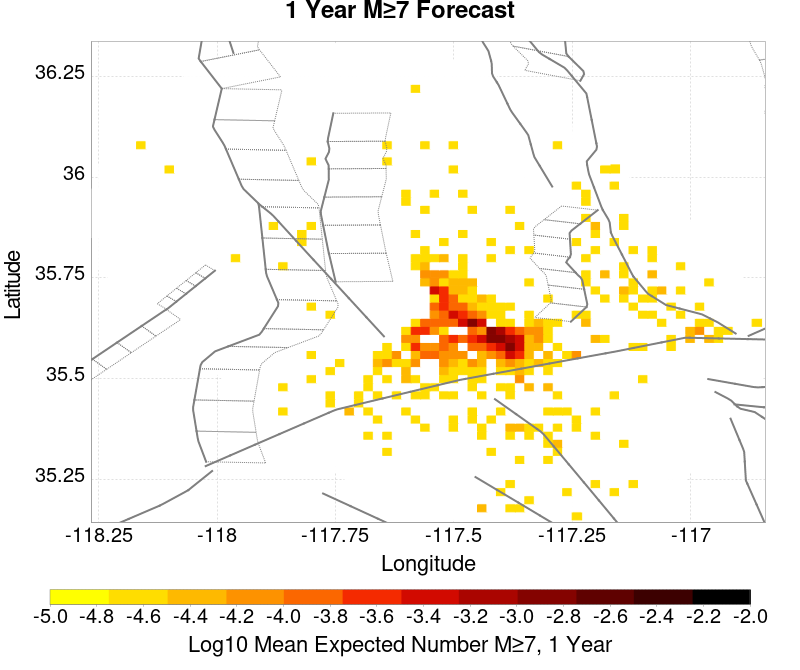 1 Year M≥7 Forecast
36.25
36
35.75
35.5
35.25
Latitude
-118.25 -118 -117.75 -117.5 -117.25 -117
Longitude
-5.0 -4.8 -4.6 -4.4 -4.2 -4.0 -3.8 -3.6 -3.4 -3.2 -3.0 -2.8 -2.6 -2.4 -2.2 -2.0
Log10 Mean Expected Number M≥7, 1 Year